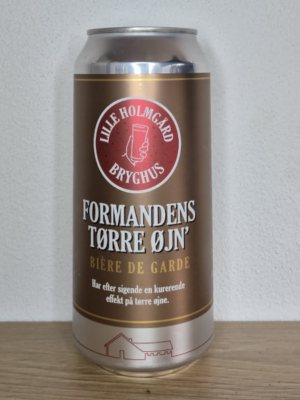 LILLE HOLMGÅRD
BRYGHUS
FORMANDENS
TØRRE ØJN'
BIÈRE DE GARDE
Har efter sigende en kurerende
effekt på tørre øjne.